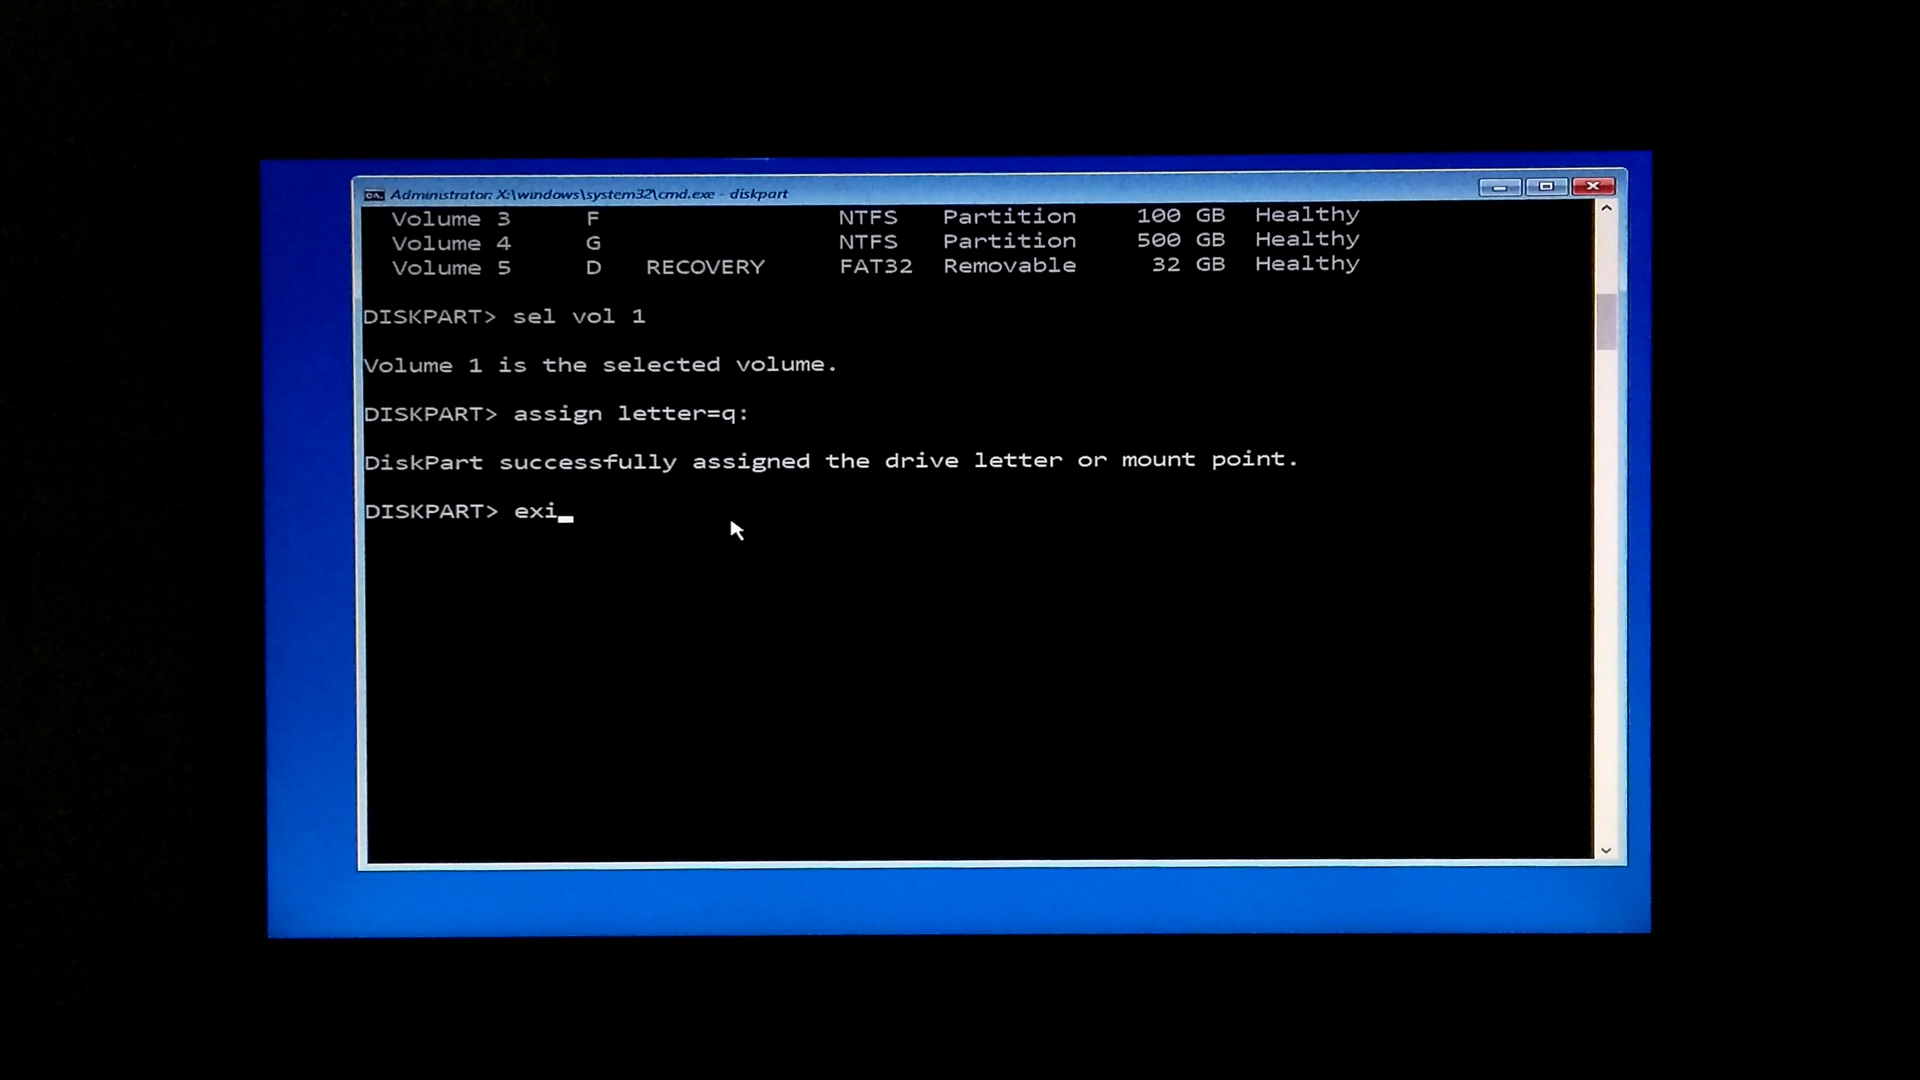 Administrator: X:\windows\system32\cmd.exe - diskpart
Volume 3 F NTFS Partition 100 GB Healthy
Volume 4 G NTFS Partition 500 GB Healthy
Volume 5 D RECOVERY FAT32 Removable 32 GB Healthy
DISKPART> sel vol 1
Volume 1 is the selected volume.
DISKPART> assign letter=q:
DiskPart successfully assigned the drive letter or mount point.
DISKPART> exi